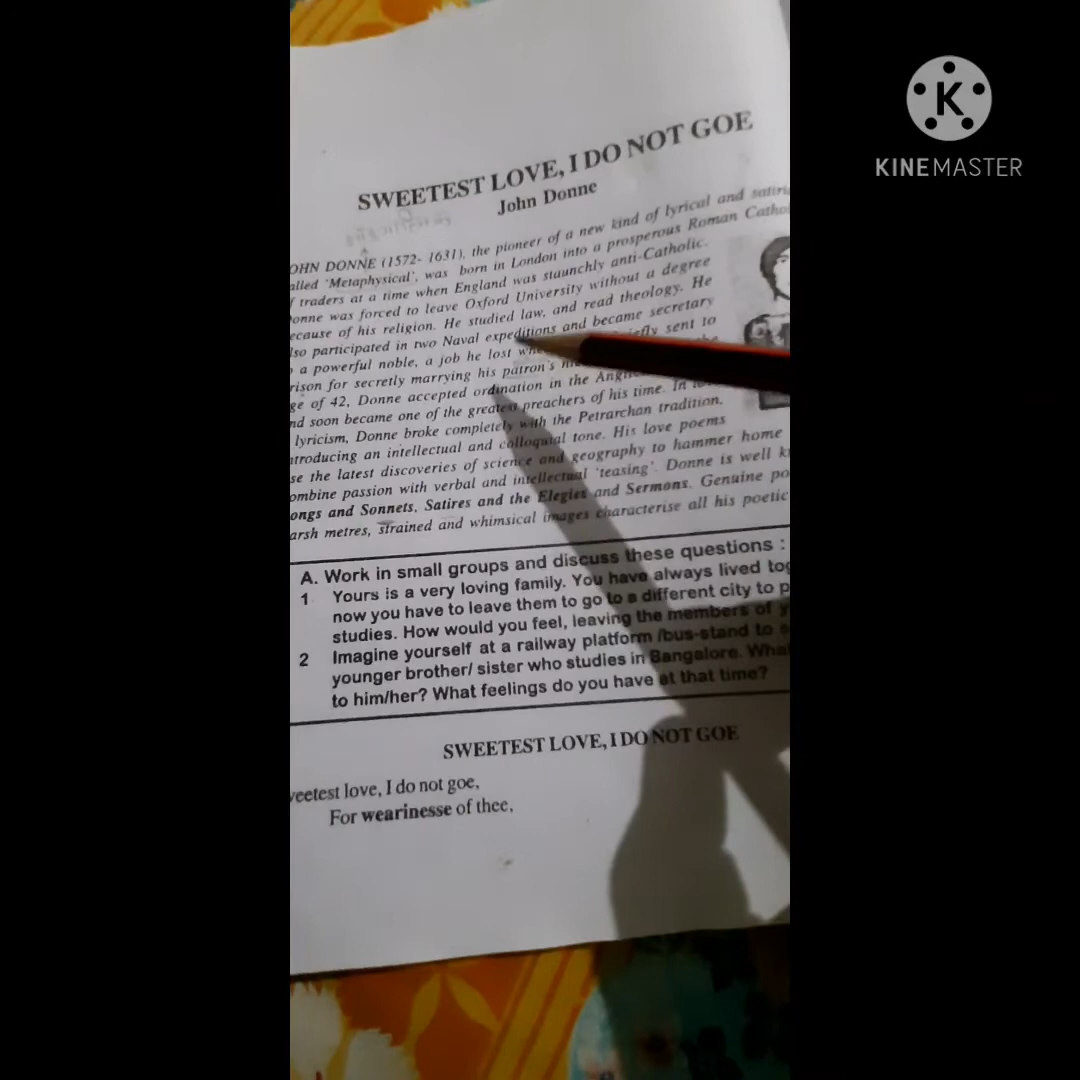 SWEETEST LOVE, I DO NOT GOE
John Donne
OHN DONNE (1572- 1631), the pioneer of a new kind of lyrical and satiri
alled 'Metaphysical', was born in London into a prosperous Roman Catho
f traders at a time when England was staunchly anti-Catholic.
onne was forced to leave Oxford University without a degree
ecause of his religion. He studied law, and read theology. He
lso participated in two Naval expeditions and became secretary
a powerful noble, a job he lost whe iefly sent to
rison for secretly marrying his patron's the
ge of 42, Donne accepted ordination in the Ang
nd soon became one of the greatest preachers of his time. In
lyricism, Donne broke completely with the Petrarchan tradition,
ntroducing an intellectual and colloquial tone. His love poems
se the latest discoveries of science and geography to hammer home
ombine passion with verbal and intellectual 'teasing'. Donne is well k
ongs and Sonnets, Satires and the Elegies and Sermons. Genuine po
arsh metres, strained and whimsical images characterise all his poetic
A. Work in small groups and discuss these questions :
1 Yours is a very loving family. You have always lived tog
now you have to leave them to go to a different city to p
studies. How would you feel, leaving the members of y
2 Imagine yourself at a railway platform /bus-stand to
younger brother/ sister who studies in Bangalore. What
to him/her? What feelings do you have at that time?
SWEETEST LOVE, I DO NOT GOE
weetest love, I do not goe,
For wearinesse of thee,
K
KINEMASTER